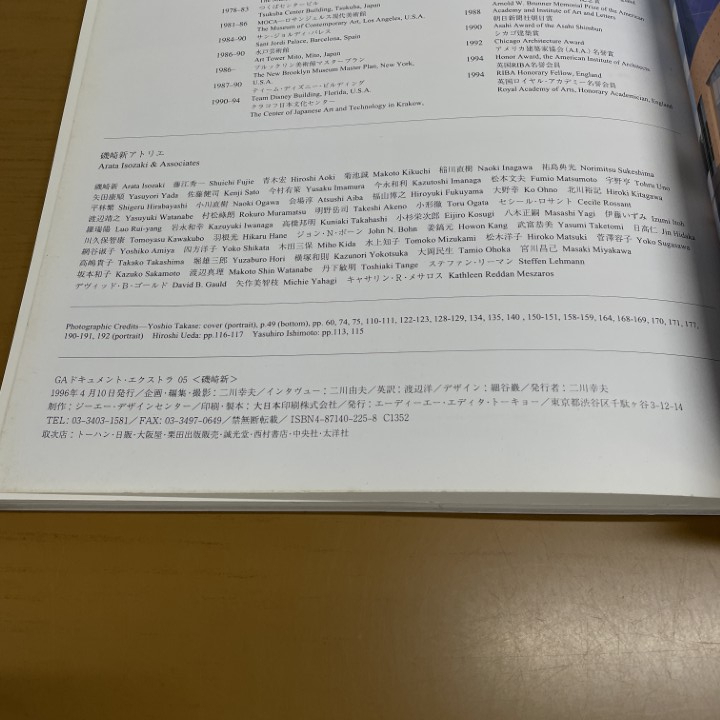 1978-83 つくばセンタービル
Tsukuba Center Building, Tsukuba, Japan
1981-86 MOCA—ロサンジェルス現代美術館
The Museum of Contemporary Art, Los Angeles, U.S.A.
1984-90 サン・ジョルディ・パレス
Sant Jordi Palace, Barcelona, Spain
1986-90 水戸芸術館
Art Tower Mito, Mito, Japan
1986- ブルックリン美術館マスタープラン
The New Brooklyn Museum Master Plan, New York, U.S.A.
1987-90 ティーム・ディズニー・ビルディング
Team Disney Building, Florida, U.S.A.
1990-94 クラコフ日本文化センター
The Center of Japanese Art and Technology in Krakow,
Arnold W. Brunner Memorial Prize of the American
Academy and Institute of Art and Letters
1988 朝日新聞社朝日賞
Asahi Award of the Asahi Shinbun
1990 シカゴ建築賞
Chicago Architecture Award
1992 アメリカ建築家協会(A.I.A.)名誉賞
Honor Award, the American Institute of Architects
1994 英国RIBA名誉会員
RIBA Honorary Fellow, England
1994 英国ロイヤル・アカデミー名誉会員
Royal Academy of Arts, Honorary Academician, England
磯崎新アトリエ
Arata Isozaki & Associates
磯崎新 Arata Isozaki 藤江秀一 Shuichi Fujie 青木宏 Hiroshi Aoki 菊池誠 Makoto Kikuchi 稲川直樹 Naoki Inagawa 祐島典光 Norimitsu Sukeshima
矢田康順 Yasuyori Yada 佐藤健司 Kenji Sato 今村有策 Yusaku Imamura 今永和利 Kazutoshi Imanaga 松本文夫 Fumio Matsumoto 宇野亨 Tohru Uno
平林繁 Shigeru Hirabayashi 小川直樹 Naoki Ogawa 会場淳 Atsushi Aiba 福山博之 Hiroyuki Fukuyama 大野幸 Ko Ohno 北川裕記 Hiroki Kitagawa
渡辺靖之 Yasuyuki Watanabe 村松緑朗 Rokuro Muramatsu 明野岳司 Takeshi Akeno 小形徹 Toru Ogata セシール・ロサント Cecile Rossant
羅瑞陽 Luo Rui-yang 岩永和幸 Kazuyuki Iwanaga 高橋邦明 Kuniaki Takahashi 小杉栄次郎 Eijiro Kosugi 八木正嗣 Masashi Yagi 伊藤いずみ Izumi Itoh
川久保智康 Tomoyasu Kawakubo 羽根光 Hikaru Hane ジョン・N・ボーン John N. Bohn 姜鎬元 Howon Kang 武富恭美 Yasumi Taketomi 日高仁 Jin Hidaka
網谷淑子 Yoshiko Amiya 四方洋子 Yoko Shikata 木田三保 Miho Kida 水上知子 Tomoko Mizukami 松木洋子 Hiroko Matsuki 菅澤容子 Yoko Sugasawa
高嶋貴子 Takako Takashima 堀雄三郎 Yuzaburo Hori 横塚和則 Kazunori Yokotsuka 大岡民生 Tamio Ohoka 宮川昌己 Masaki Miyakawa
坂本和子 Kazuko Sakamoto 渡辺真理 Makoto Shin Watanabe 丹下敏明 Toshiaki Tange ステファン・リーマン Steffen Lehmann
デヴィッド・B・ゴールド David B. Gauld 矢作美智枝 Michie Yahagi キャサリン・R・メサロス Kathleen Reddan Meszaros
Photographic Credits—Yoshio Takase: cover (portrait), p.49 (bottom), pp. 60, 74, 75, 110-111, 122-123, 128-129, 134, 135, 140, 150-151, 158-159, 164, 168-169, 170, 171, 177,
190-191, 192 (portrait) Hiroshi Ueda: pp.116-117 Yasuhiro Ishimoto: pp.113, 115
GAドキュメント・エクストラ 05 〈磯崎新〉
1996年4月10日発行／企画・編集・撮影：二川幸夫／インタヴュー：二川由夫／英訳：渡辺洋／デザイン：細谷巖／発行者：二川幸夫
制作：ジーエー・デザインセンター／印刷・製本：大日本印刷株式会社／発行：エーディーエー・エディタ・トーキョー／東京都渋谷区千駄ヶ谷3-12-14
TEL: 03-3403-1581／FAX: 03-3497-0649／禁無断転載／ISBN4-87140-225-8 C1352
取次店：トーハン・日販・大阪屋・栗田出版販売・誠光堂・西村書店・中央社・太洋社